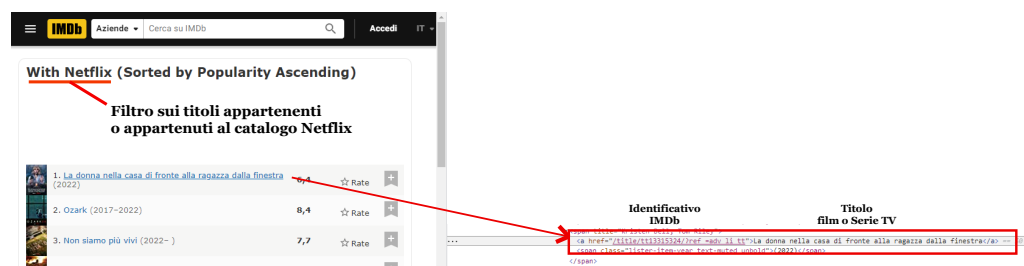 IMDb Aziende Cerca su IMDb Accedi IT
With Netflix (Sorted by Popularity Ascending)
Filtro sui titoli appartenenti
o appartenuti al catalogo Netflix
1. La donna nella casa di fronte alla ragazza dalla finestra
(2022)
6,4 Rate
2. Ozark (2017–2022) 8,4 Rate
3. Non siamo più vivi (2022– ) 7,7 Rate
Identificativo
IMDb
Titolo
film o Serie TV
...
<a href="/title/tt13315324/?ref_=adv_li_tt">La donna nella casa di fronte alla ragazza dalla finestra</a>
<span class="lister-item-year text-muted unbold">(2022)</span>
</span>